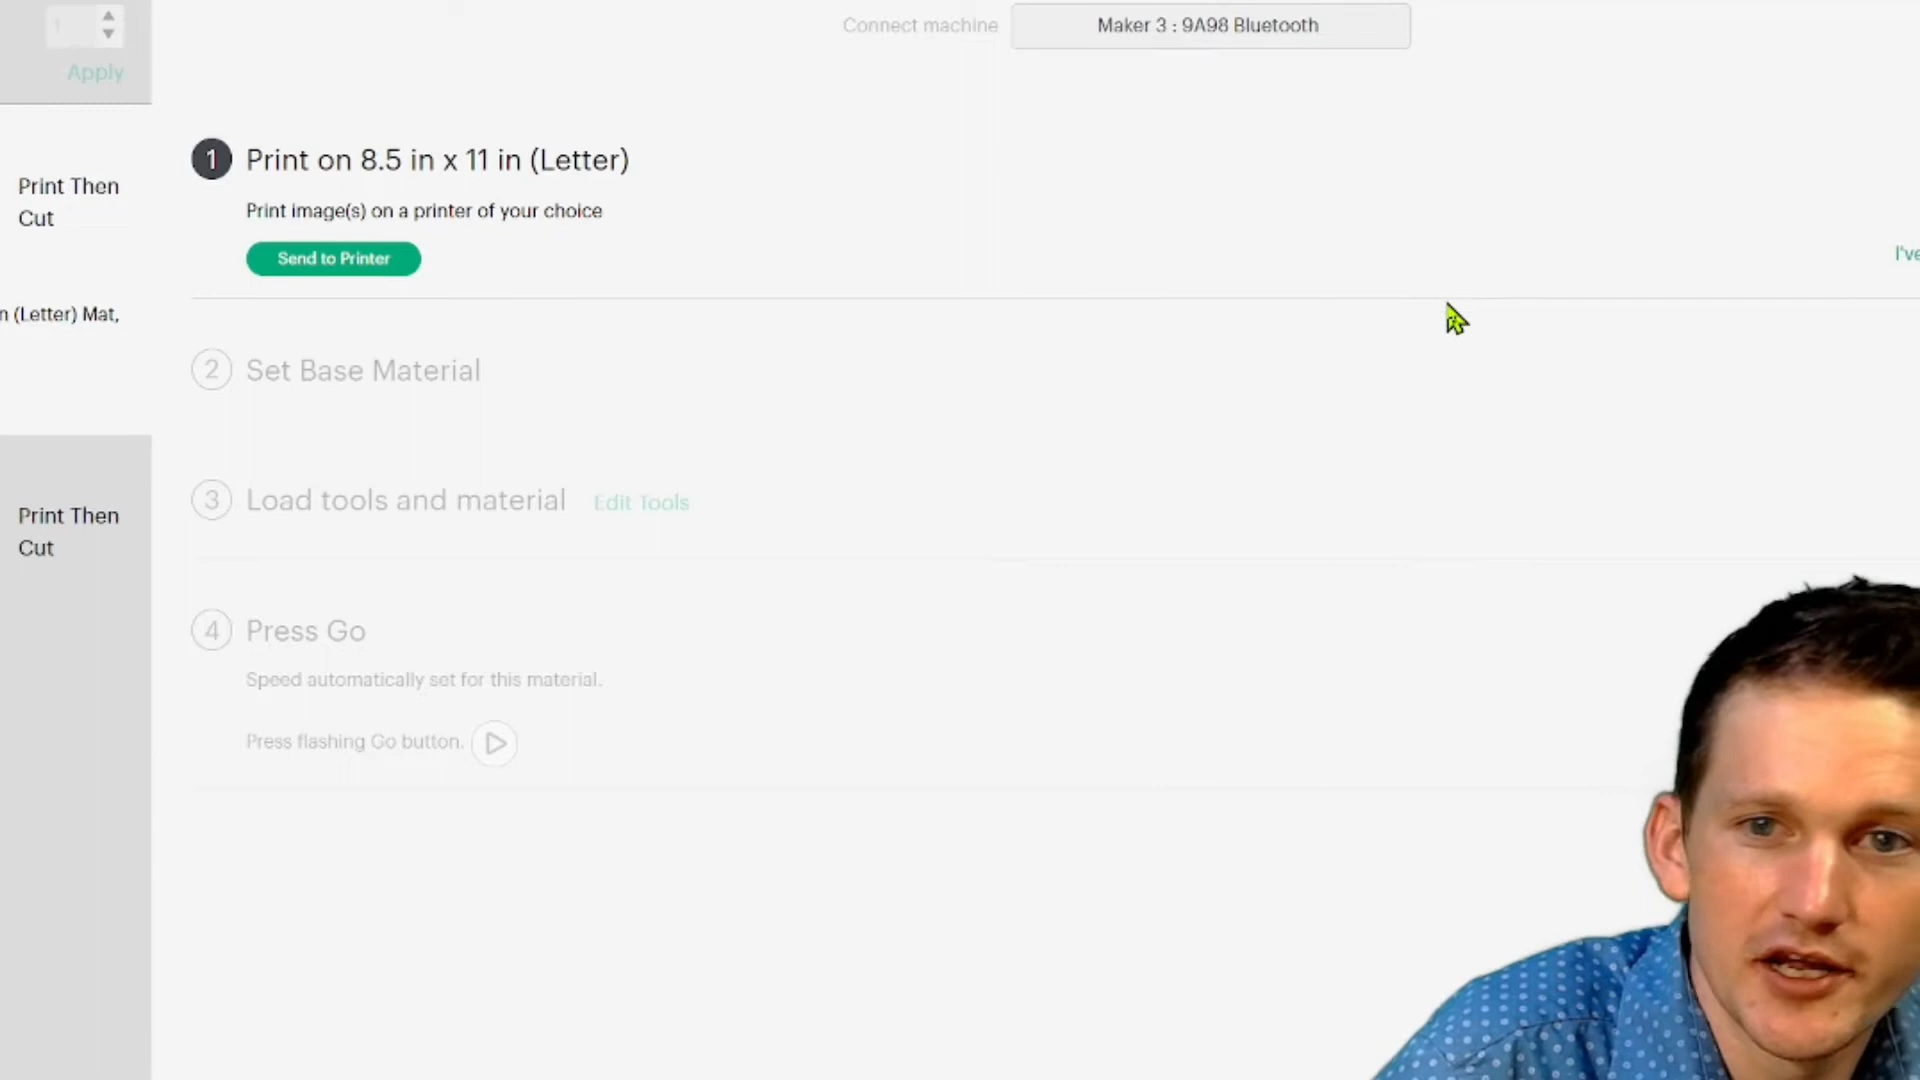 1
Connect machine
Maker 3 : 9A98 Bluetooth
Apply
1 Print on 8.5 in x 11 in (Letter)
Print Then
Cut
Print image(s) on a printer of your choice
Send to Printer
I've
n (Letter) Mat,
2 Set Base Material
3 Load tools and material Edit Tools
Print Then
Cut
4 Press Go
Speed automatically set for this material.
Press flashing Go button.